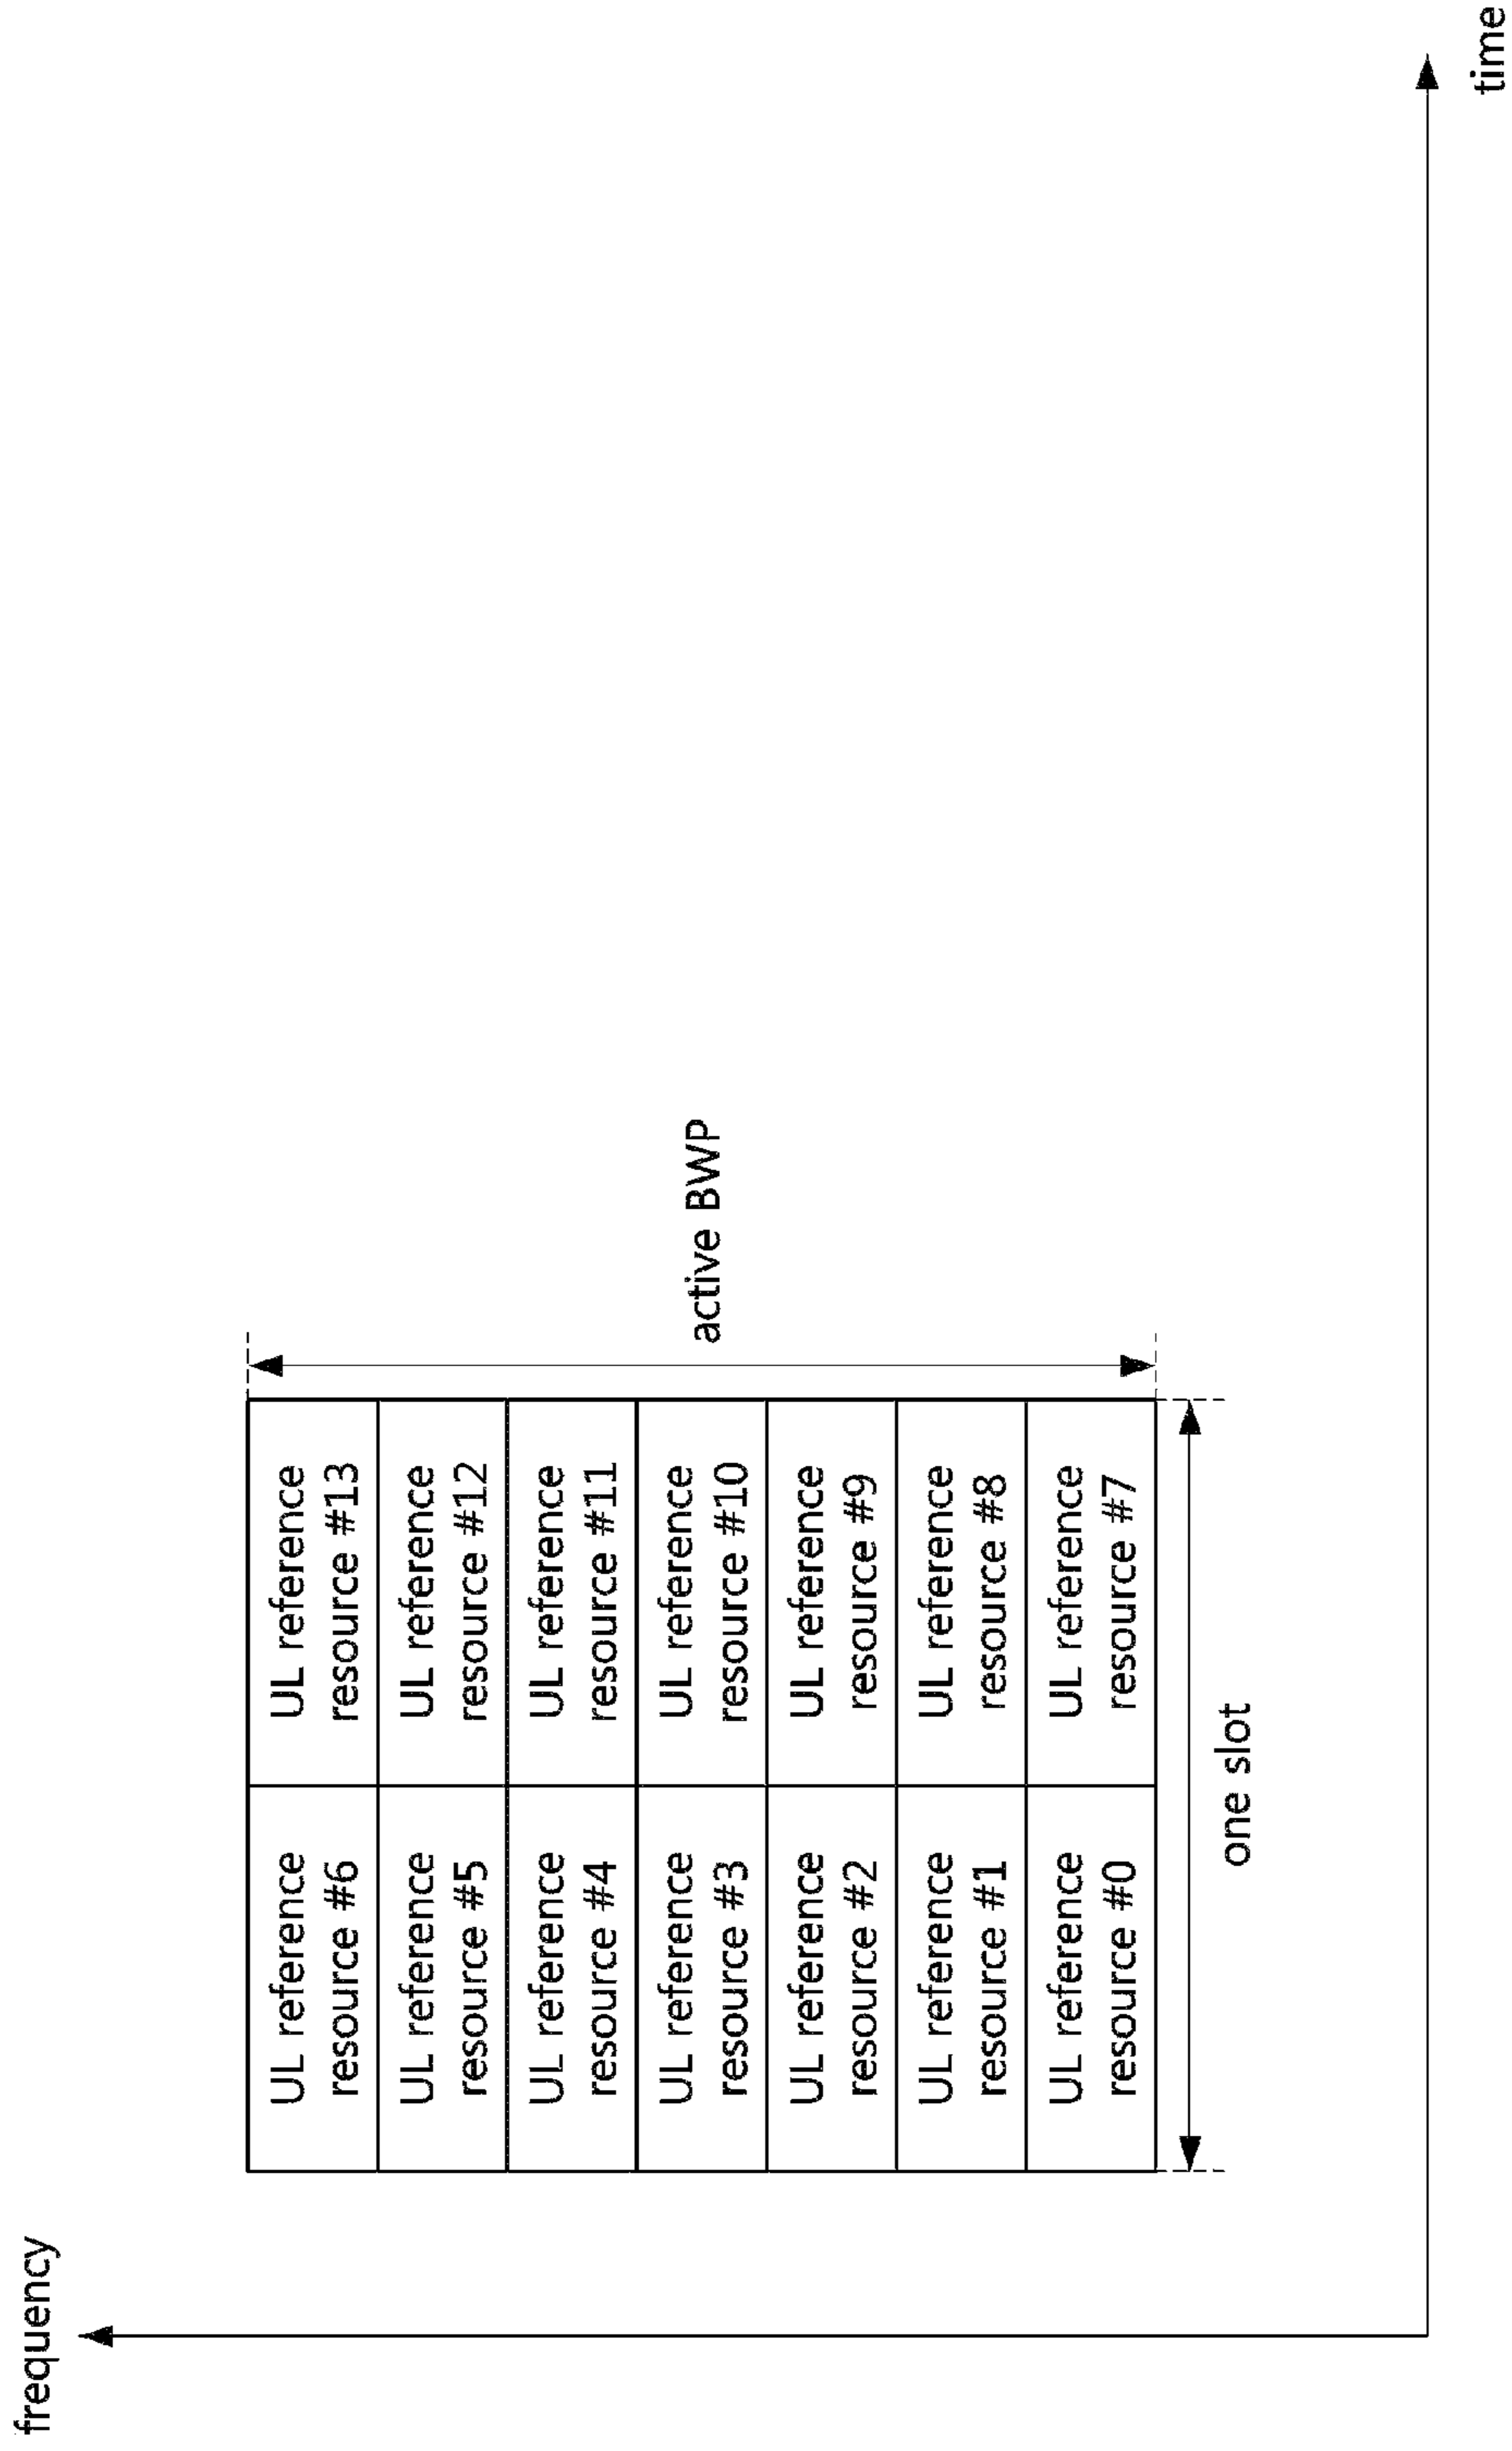 frequency
UL reference
resource #6
UL reference
resource #13
UL reference
resource #5
UL reference
resource #12
UL reference
resource #4
UL reference
resource #11
UL reference
resource #3
UL reference
resource #10
UL reference
resource #2
UL reference
resource #9
UL reference
resource #1
UL reference
resource #8
UL reference
resource #0
UL reference
resource #7
active BWP
one slot
time